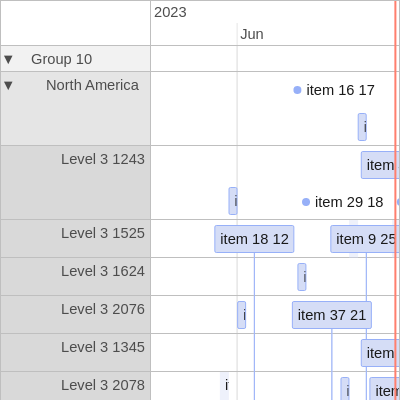 2023
Jun
▼ Group 10
▼ North America
item 16 17
i
Level 3 1243
item
i
item 29 18
Level 3 1525
item 18 12
item 9 25
Level 3 1624
i
Level 3 2076
i
item 37 21
Level 3 1345
item
Level 3 2078
i
i
item